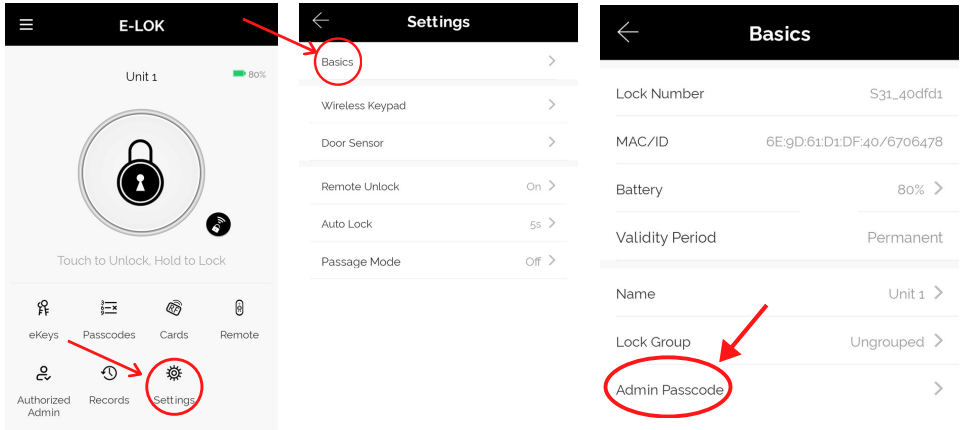 E-LOK
Unit 1
80%
Touch to Unlock, Hold to Lock
eKeys
Passcodes
Cards
Remote
Authorized
Admin
Records
Settings
Settings
Basics
Wireless Keypad
Door Sensor
Remote Unlock On
Auto Lock 5s
Passage Mode Off
Basics
Lock Number S31_40dfd1
MAC/ID 6E:9D:61:D1:DF:40/6706478
Battery 80%
Validity Period Permanent
Name Unit 1
Lock Group Ungrouped
Admin Passcode